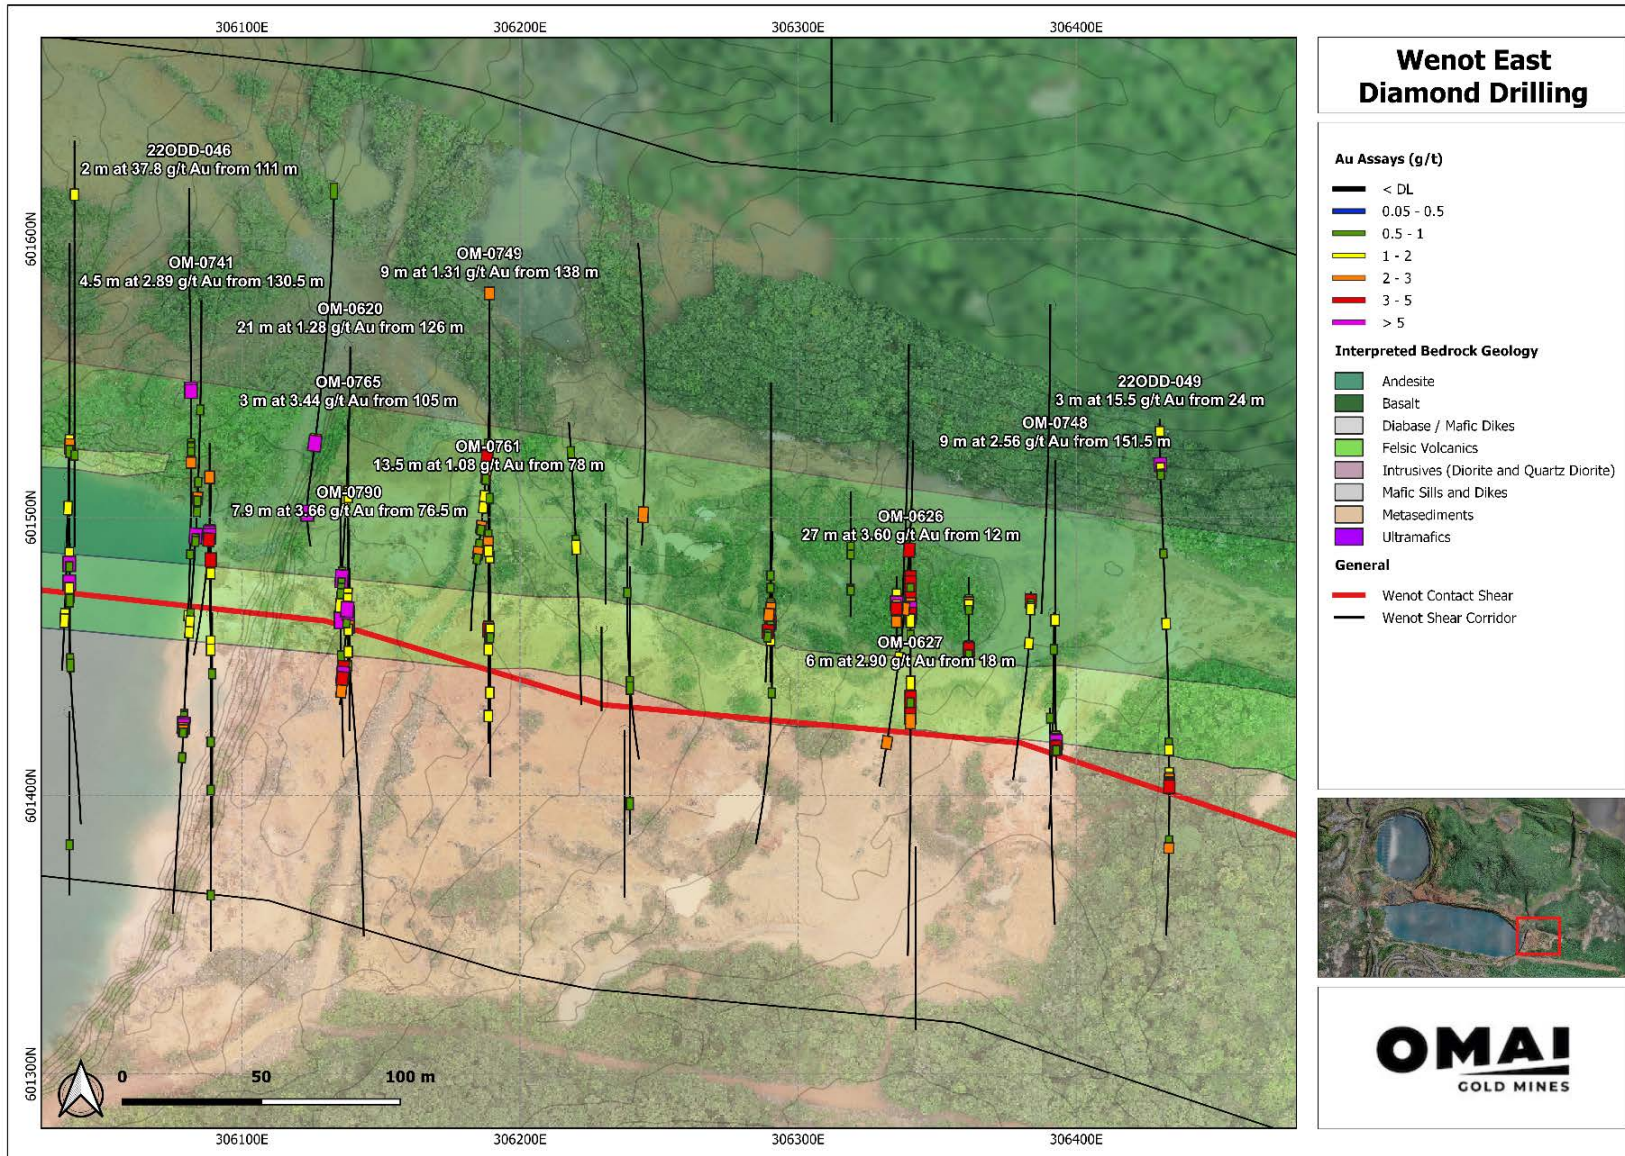 306100E
306200E
306300E
306400E
Wenot East
Diamond Drilling
601600N
601500N
601400N
601300N
22ODD-046
2 m at 37.8 g/t Au from 111 m
OM-0741
4.5 m at 2.89 g/t Au from 130.5 m
OM-0749
9 m at 1.31 g/t Au from 138 m
OM-0620
21 m at 1.28 g/t Au from 126 m
OM-0765
3 m at 3.44 g/t Au from 105 m
22ODD-049
3 m at 15.5 g/t Au from 24 m
OM-0748
9 m at 2.56 g/t Au from 151.5 m
OM-0761
13.5 m at 1.08 g/t Au from 78 m
OM-0790
7.9 m at 3.66 g/t Au from 76.5 m
OM-0626
27 m at 3.60 g/t Au from 12 m
OM-0627
6 m at 2.90 g/t Au from 18 m
0 50 100 m
306100E
306200E
306300E
306400E
Au Assays (g/t)
< DL
0.05 - 0.5
0.5 - 1
1 - 2
2 - 3
3 - 5
> 5
Interpreted Bedrock Geology
Andesite
Basalt
Diabase / Mafic Dikes
Felsic Volcanics
Intrusives (Diorite and Quartz Diorite)
Mafic Sills and Dikes
Metasediments
Ultramafics
General
Wenot Contact Shear
Wenot Shear Corridor
OMAI
GOLD MINES